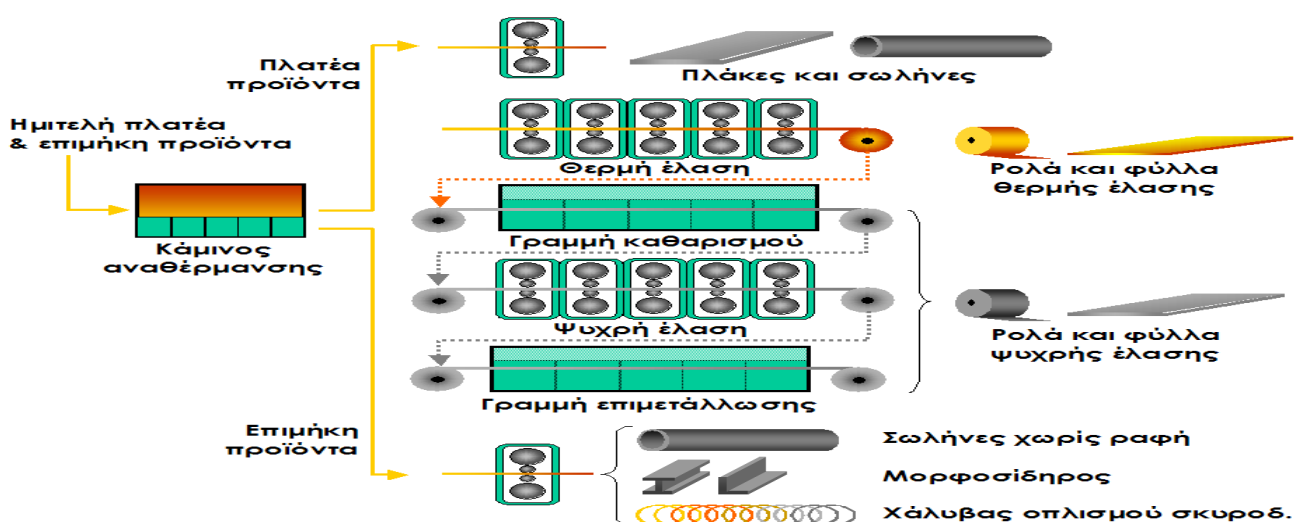 Πλατέα
προϊόντα
Πλάκες και σωλήνες
Ημιτελή πλατέα
& επιμήκη προϊόντα
Θερμή έλαση
Ρολά και φύλλα
θερμής έλασης
Κάμινος
αναθέρμανσης
Γραμμή καθαρισμού
Ψυχρή έλαση
Ρολά και φύλλα
ψυχρής έλασης
Γραμμή επιμετάλλωσης
Επιμήκη
προϊόντα
Σωλήνες χωρίς ραφή
Μορφοσίδηρος
Χάλυβας οπλισμού σκυροδ.